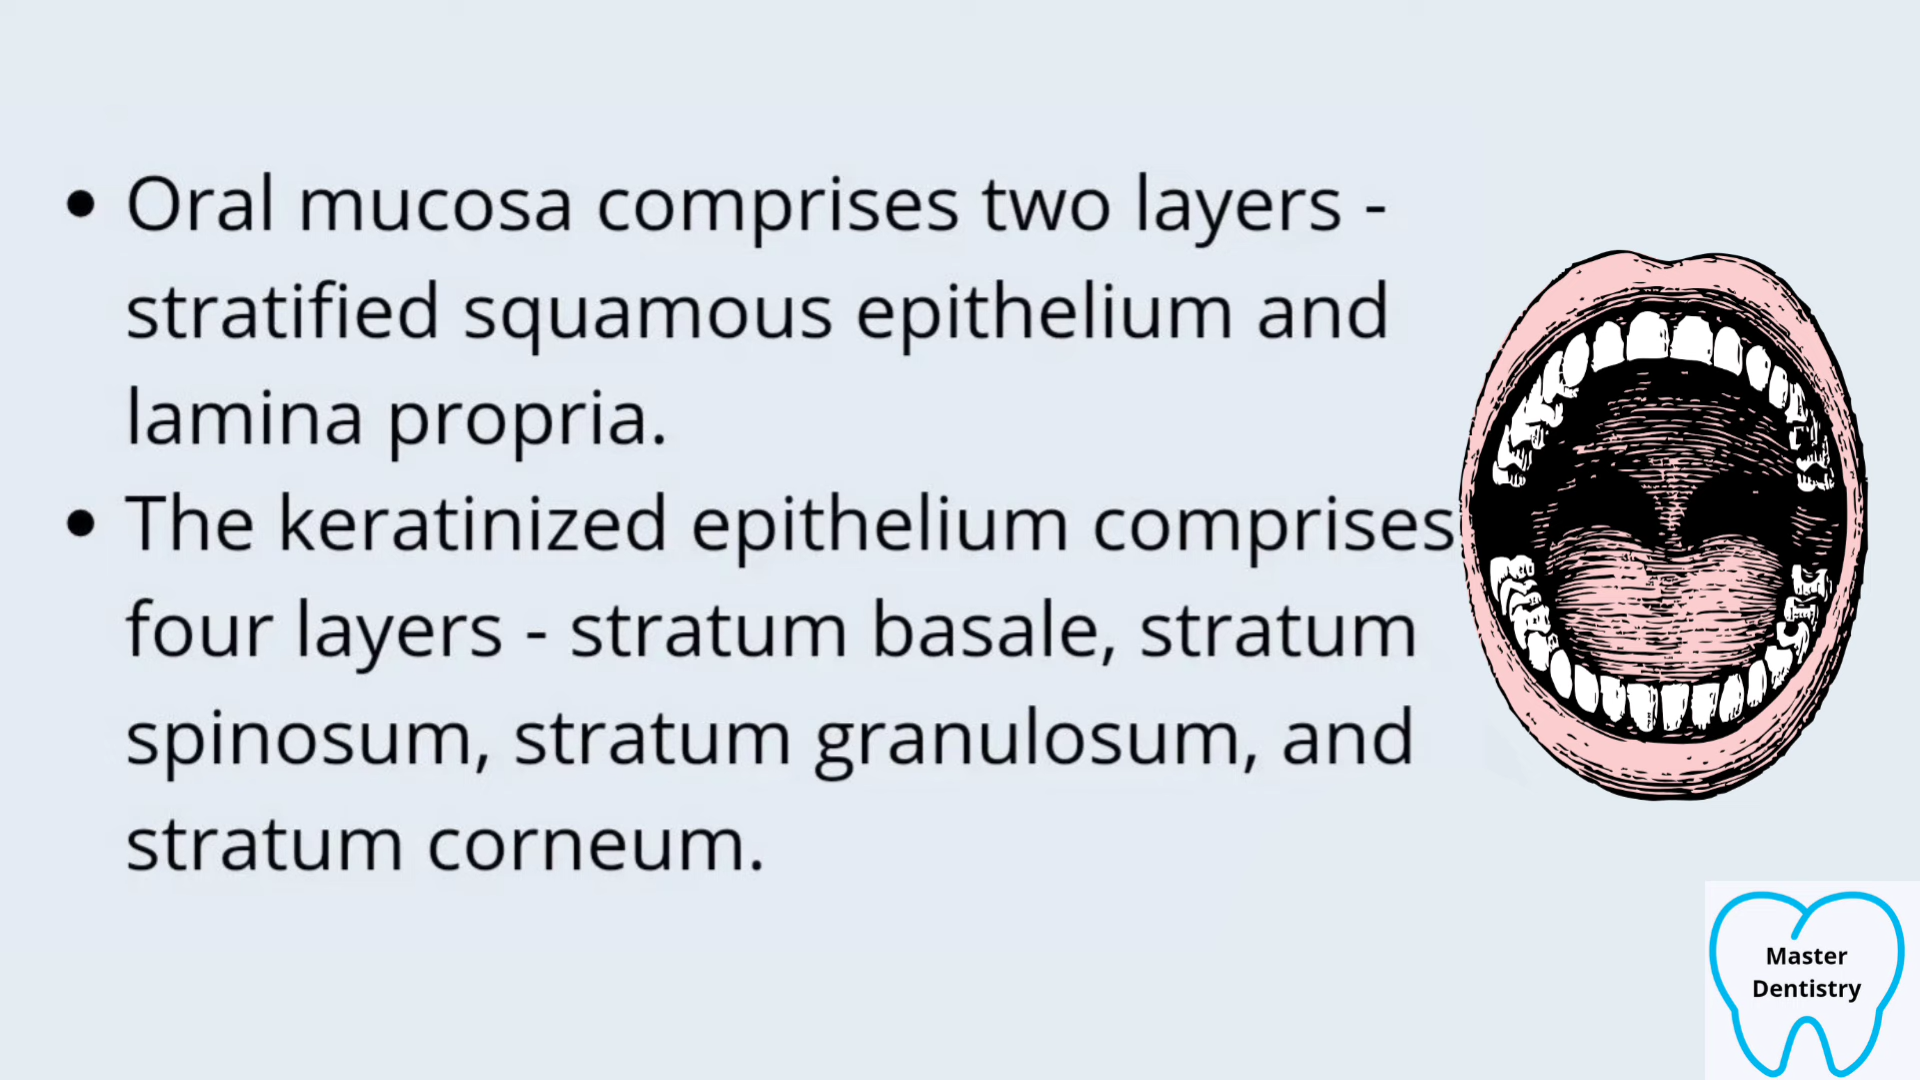 • Oral mucosa comprises two layers -
stratified squamous epithelium and
lamina propria.
• The keratinized epithelium comprises
four layers - stratum basale, stratum
spinosum, stratum granulosum, and
stratum corneum.
Master
Dentistry